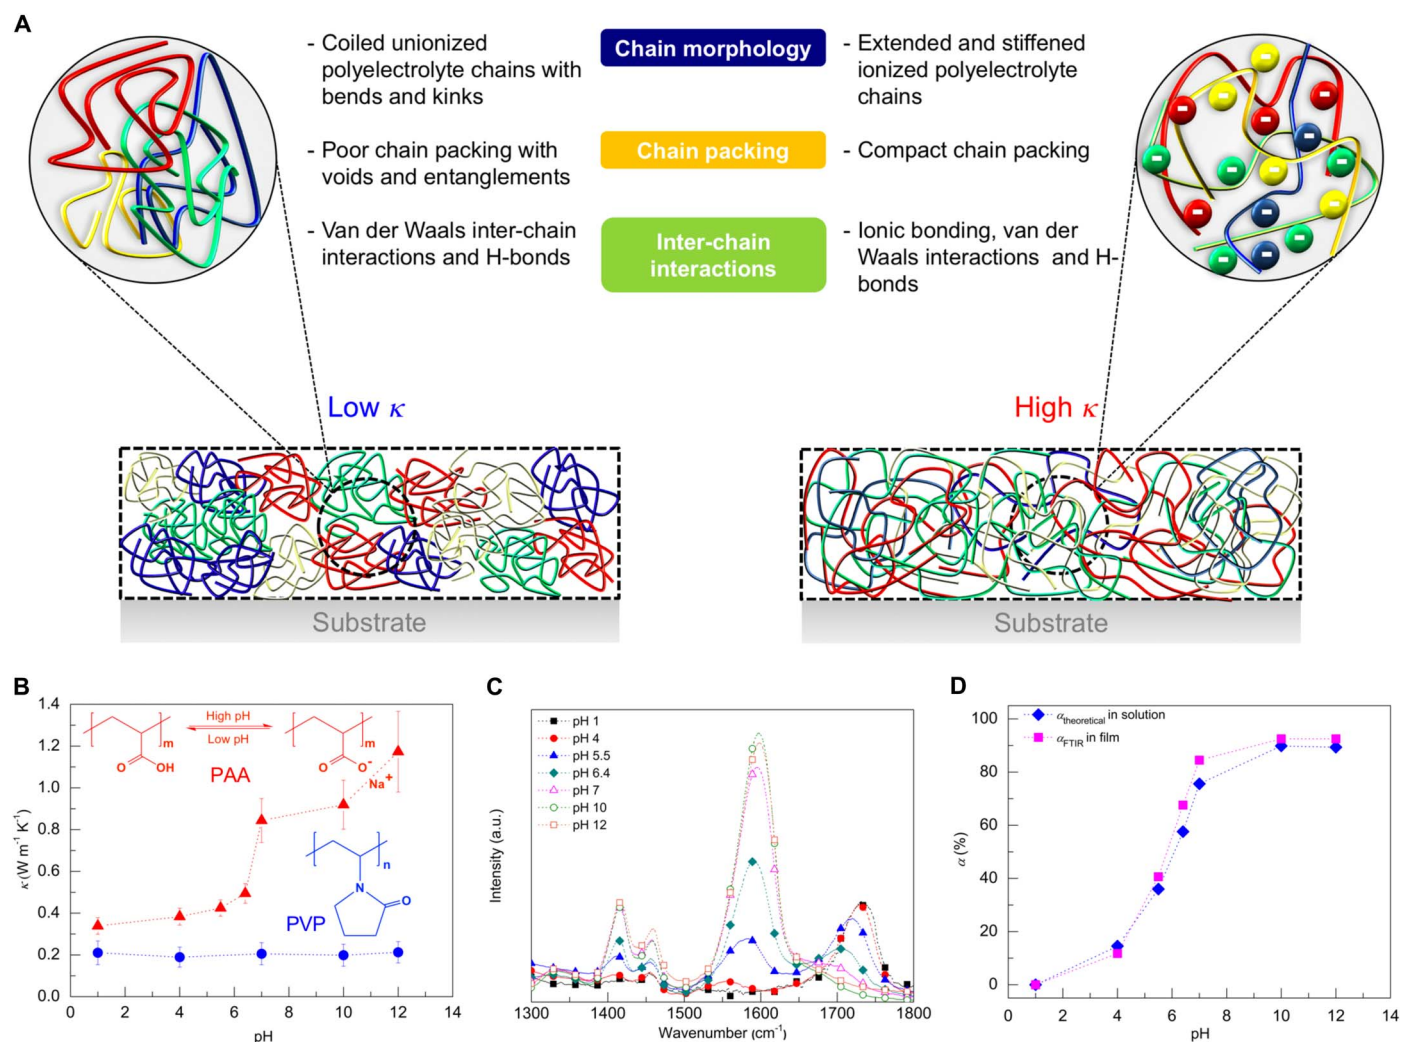 A
- Coiled unionized
polyelectrolyte chains with
bends and kinks
Chain morphology
- Extended and stiffened
ionized polyelectrolyte
chains
- Poor chain packing with
voids and entanglements
Chain packing
- Compact chain packing
- Van der Waals inter-chain
interactions and H-bonds
Inter-chain
interactions
- Ionic bonding, van der
Waals interactions and H-
bonds
Low κ
High κ
Substrate
Substrate
B
1.4
1.2
1.0
0.8
0.6
0.4
0.2
0.0
κ (W m⁻¹ K⁻¹)
0 2 4 6 8 10 12 14
pH
High pH
Low pH
m
O OH
PAA
m
O O⁻
Na⁺
n
N
O
PVP
C
Intensity (a.u.)
pH 1
pH 4
pH 5.5
pH 6.4
pH 7
pH 10
pH 12
1300 1400 1500 1600 1700 1800
Wavenumber (cm⁻¹)
D
100
80
60
40
20
0
α (%)
α_theoretical in solution
α_FTIR in film
0 2 4 6 8 10 12 14
pH